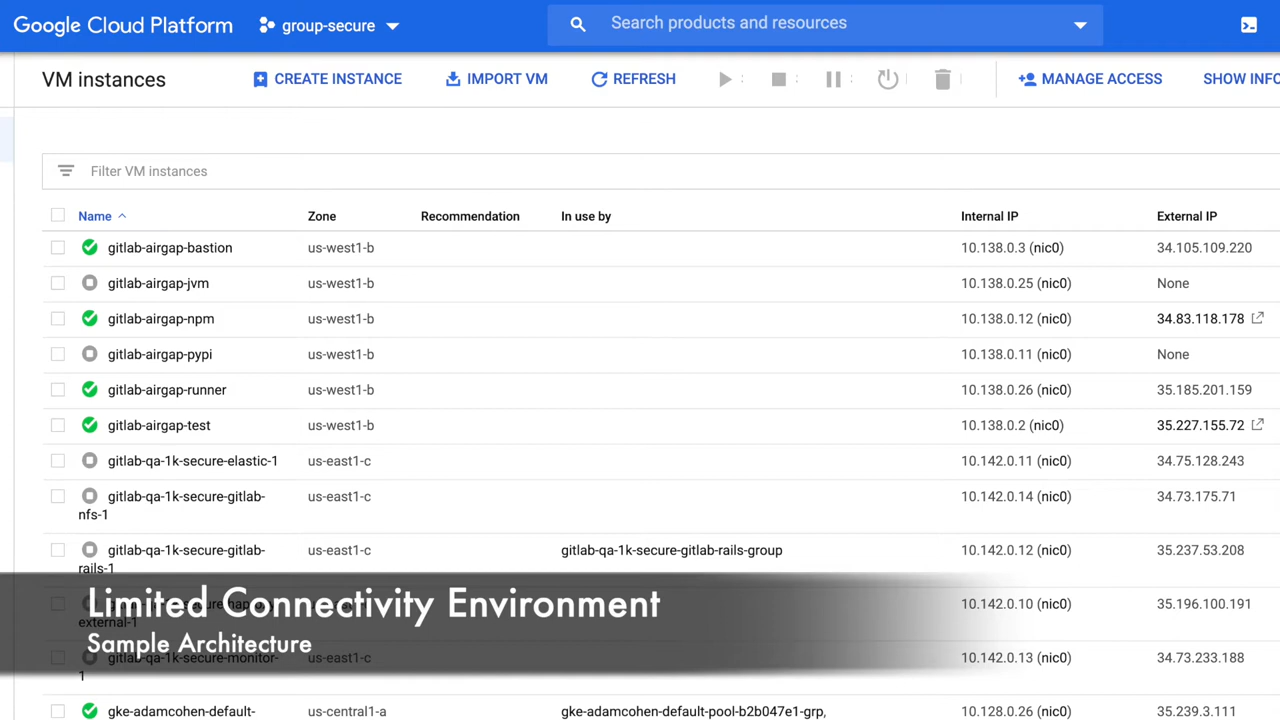 Google Cloud Platform group-secure Search products and resources
VM instances CREATE INSTANCE IMPORT VM REFRESH MANAGE ACCESS SHOW INFO
Filter VM instances
Name Zone Recommendation In use by Internal IP External IP
gitlab-airgap-bastion us-west1-b 10.138.0.3 (nic0) 34.105.109.220
gitlab-airgap-jvm us-west1-b 10.138.0.25 (nic0) None
gitlab-airgap-npm us-west1-b 10.138.0.12 (nic0) 34.83.118.178
gitlab-airgap-pypi us-west1-b 10.138.0.11 (nic0) None
gitlab-airgap-runner us-west1-b 10.138.0.26 (nic0) 35.185.201.159
gitlab-airgap-test us-west1-b 10.138.0.2 (nic0) 35.227.155.72
gitlab-qa-1k-secure-elastic-1 us-east1-c 10.142.0.11 (nic0) 34.75.128.243
gitlab-qa-1k-secure-gitlab- us-east1-c 10.142.0.14 (nic0) 34.73.175.71
nfs-1
gitlab-qa-1k-secure-gitlab- us-east1-c gitlab-qa-1k-secure-gitlab-rails-group 10.142.0.12 (nic0) 35.237.53.208
rails-1
10.142.0.10 (nic0) 35.196.100.191
Limited Connectivity Environment
external-1
Sample Architecture
gitlab-qa-1k-secure-monitor- us-east1-c 10.142.0.13 (nic0) 34.73.233.188
1
gke-adamcohen-default- us-central1-a gke-adamcohen-default-pool-b2b047e1-grp, 10.128.0.26 (nic0) 35.239.3.111